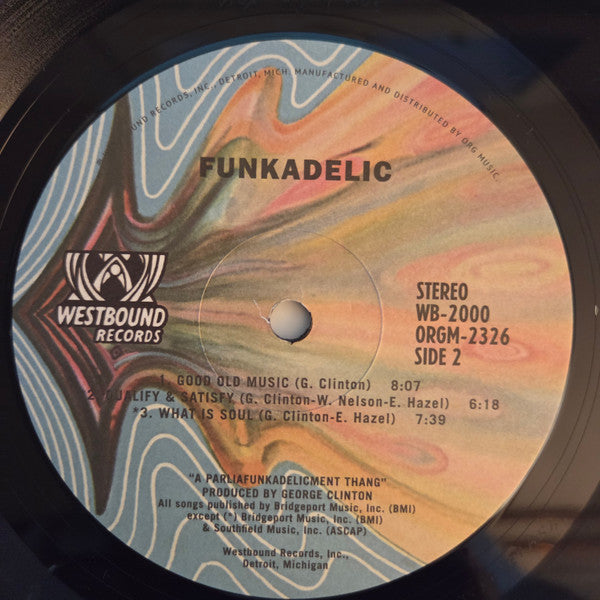 UND RECORDS, INC., DETROIT, MICH. MANUFACTURED AND DISTRIBUTED BY ORG MUSIC.
FUNKADELIC
WESTBOUND
RECORDS
STEREO
WB-2000
ORGM-2326
SIDE 2
1. GOOD OLD MUSIC (G. Clinton) 8:07
2. QUALIFY & SATISFY (G. Clinton-W. Nelson-E. Hazel) 6:18
*3. WHAT IS SOUL (G. Clinton-E. Hazel) 7:39
"A PARLIAFUNKADELICMENT THANG"
PRODUCED BY GEORGE CLINTON
All songs published by Bridgeport Music, Inc. (BMI)
except (*) Bridgeport Music, Inc. (BMI)
& Southfield Music, Inc. (ASCAP)
Westbound Records, Inc.,
Detroit, Michigan